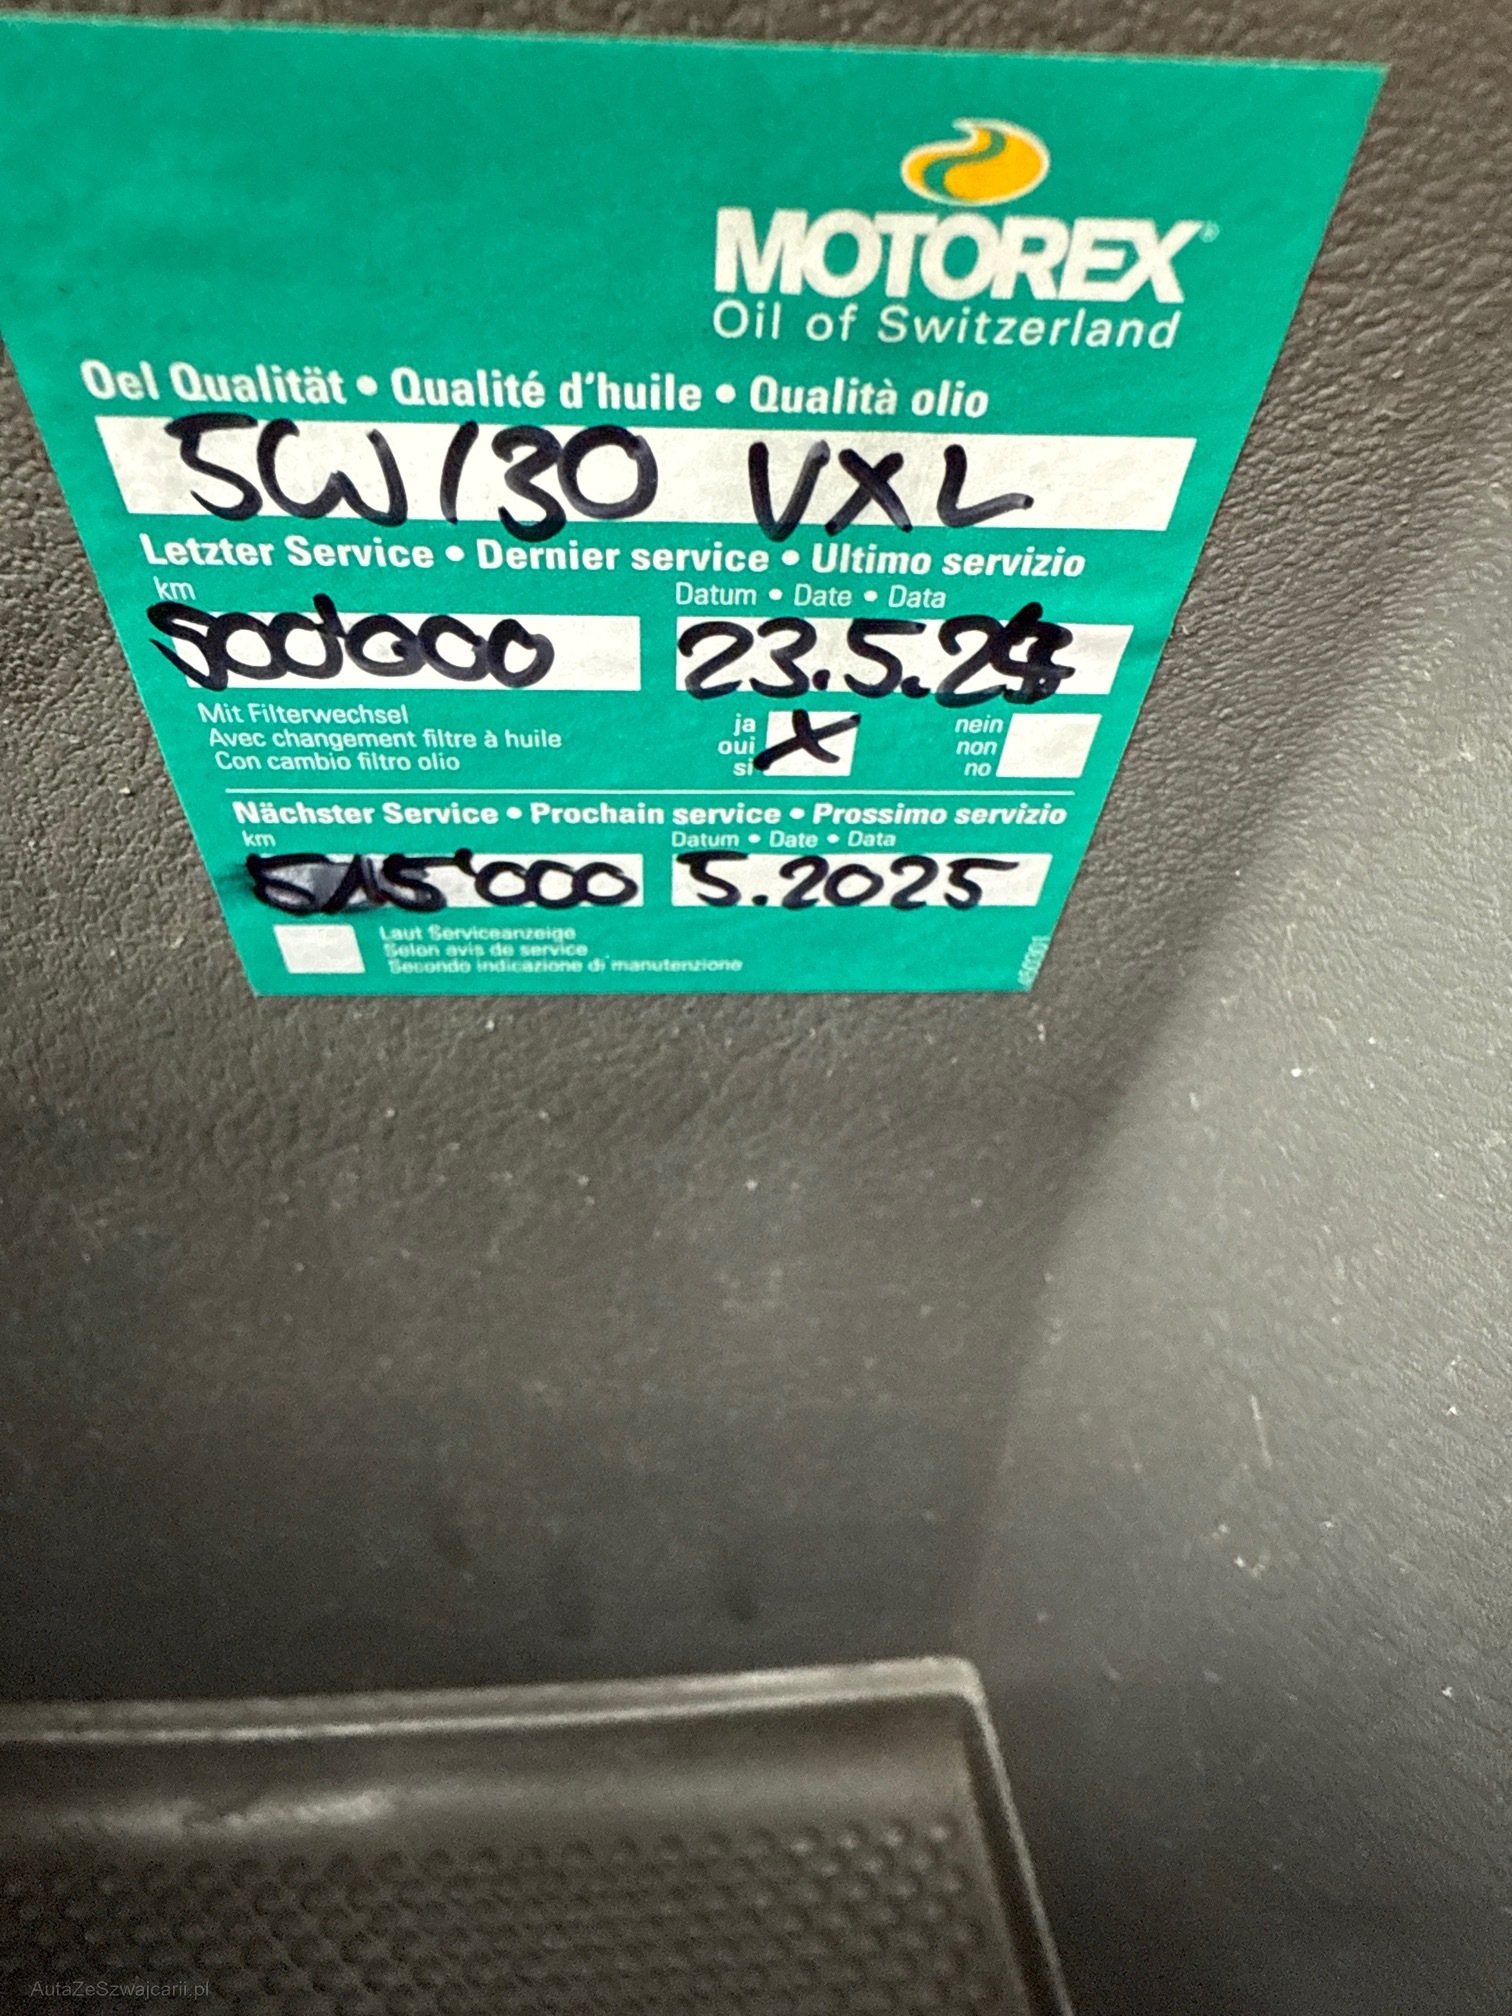 MOTOREX®
Oil of Switzerland
Oel Qualität • Qualité d'huile • Qualità olio
5W/30 VXL
Letzter Service • Dernier service • Ultimo servizio
km Datum • Date • Data
500'000 23.5.24
Mit Filterwechsel
Avec changement filtre à huile
Con cambio filtro olio
ja
oui
si
X
nein
non
no
Nächster Service • Prochain service • Prossimo servizio
km Datum • Date • Data
515'000 5.2025
Laut Serviceanzeige
Selon avis de service
Secondo indicazione di manutenzione
AutaZeSzwajcarii.pl